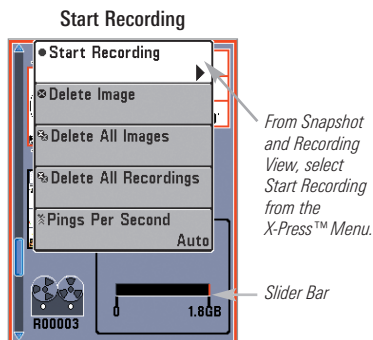 Start Recording
Start Recording
Delete Image
Delete All Images
Delete All Recordings
Pings Per Second
Auto
From Snapshot
and Recording
View, select
Start Recording
from the
X-Press™ Menu.
Slider Bar
R00003
0
1.8GB